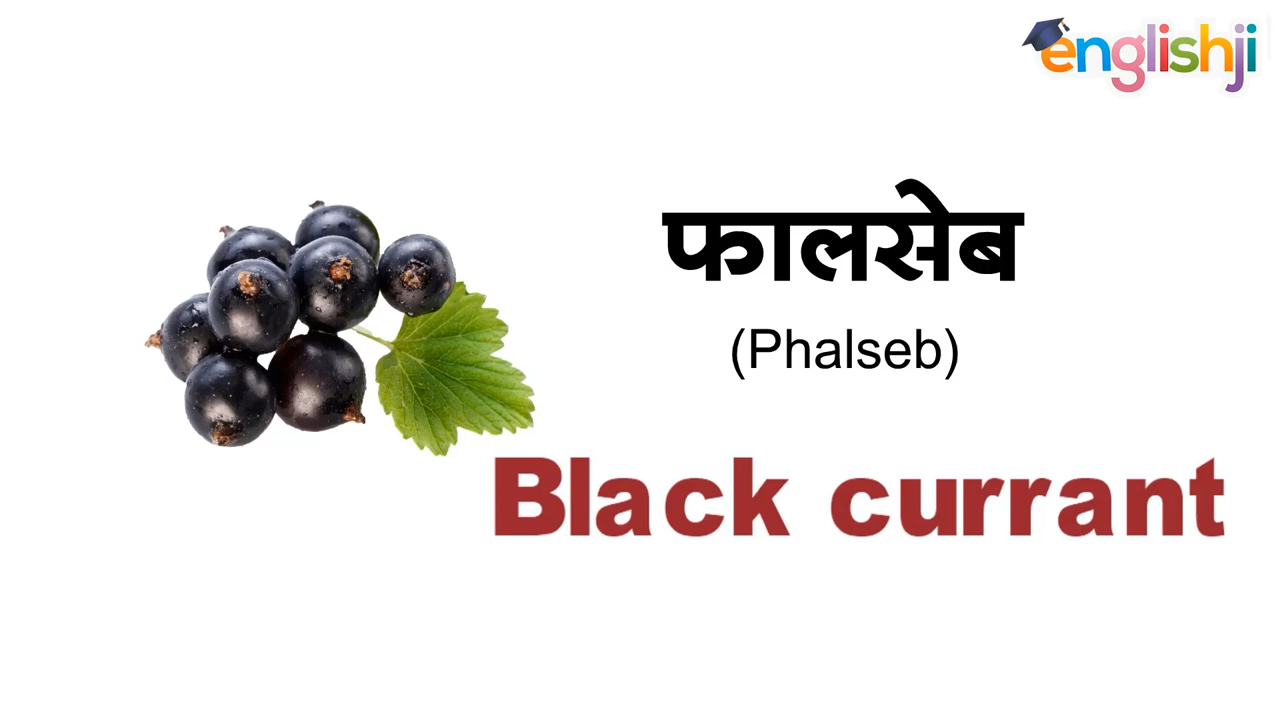 englishji
फालसेब
(Phalseb)
Black currant